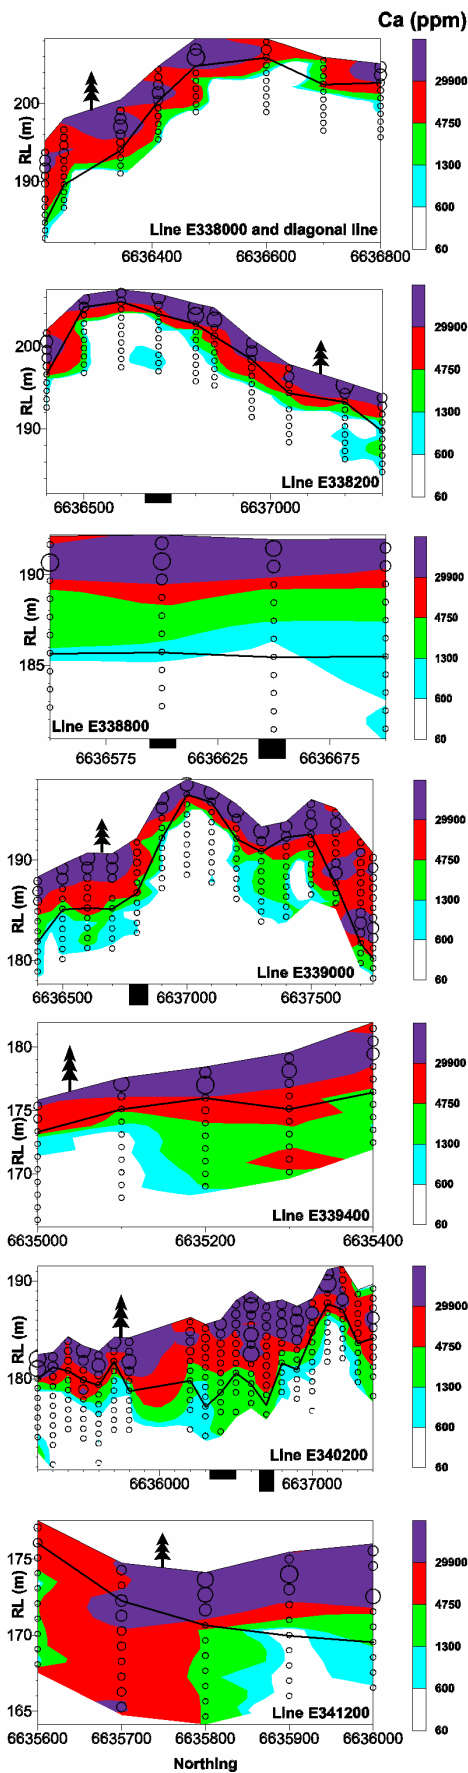 Ca (ppm)
29900
200
4750
RL (m)
1300
190
600
Line E338000 and diagonal line
60
6636400 6636600 6636800
29900
200
4750
RL (m)
1300
190
600
Line E338200
60
6636500 6637000
29900
190
4750
RL (m)
1300
185
600
Line E338800
60
6636575 6636625 6636675
29900
190
4750
RL (m)
1300
180
600
Line E339000
60
6636500 6637000 6637500
29900
180
4750
RL (m)
175
1300
170
600
Line E339400
60
6635000 6635200 6635400
29900
190
4750
RL (m)
1300
180
600
Line E340200
60
6636000 6637000
29900
175
4750
RL (m)
170
1300
600
165
Line E341200
60
6635600 6635700 6635800 6635900 6636000
Northing